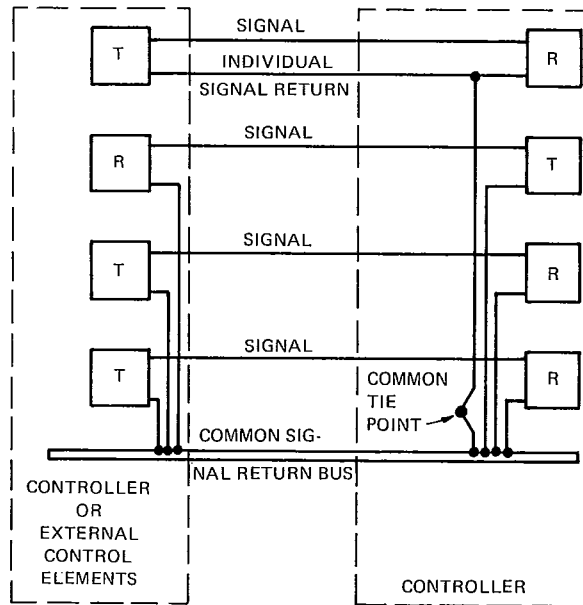 SIGNAL
T
INDIVIDUAL
R
SIGNAL RETURN
SIGNAL
R
T
SIGNAL
T
R
SIGNAL
T
R
COMMON
TIE
POINT
COMMON SIG-
NAL RETURN BUS
CONTROLLER
OR
EXTERNAL
CONTROL
ELEMENTS
CONTROLLER